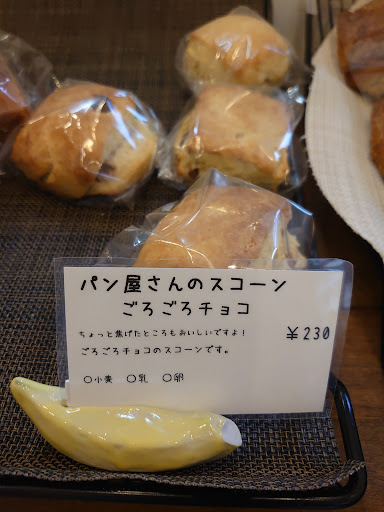 パン屋さんのスコーン
ごろごろチョコ
ちょっと焦げたところもおいしいですよ！
ごろごろチョコのスコーンです。
¥230
○小麦 ○乳 ○卵